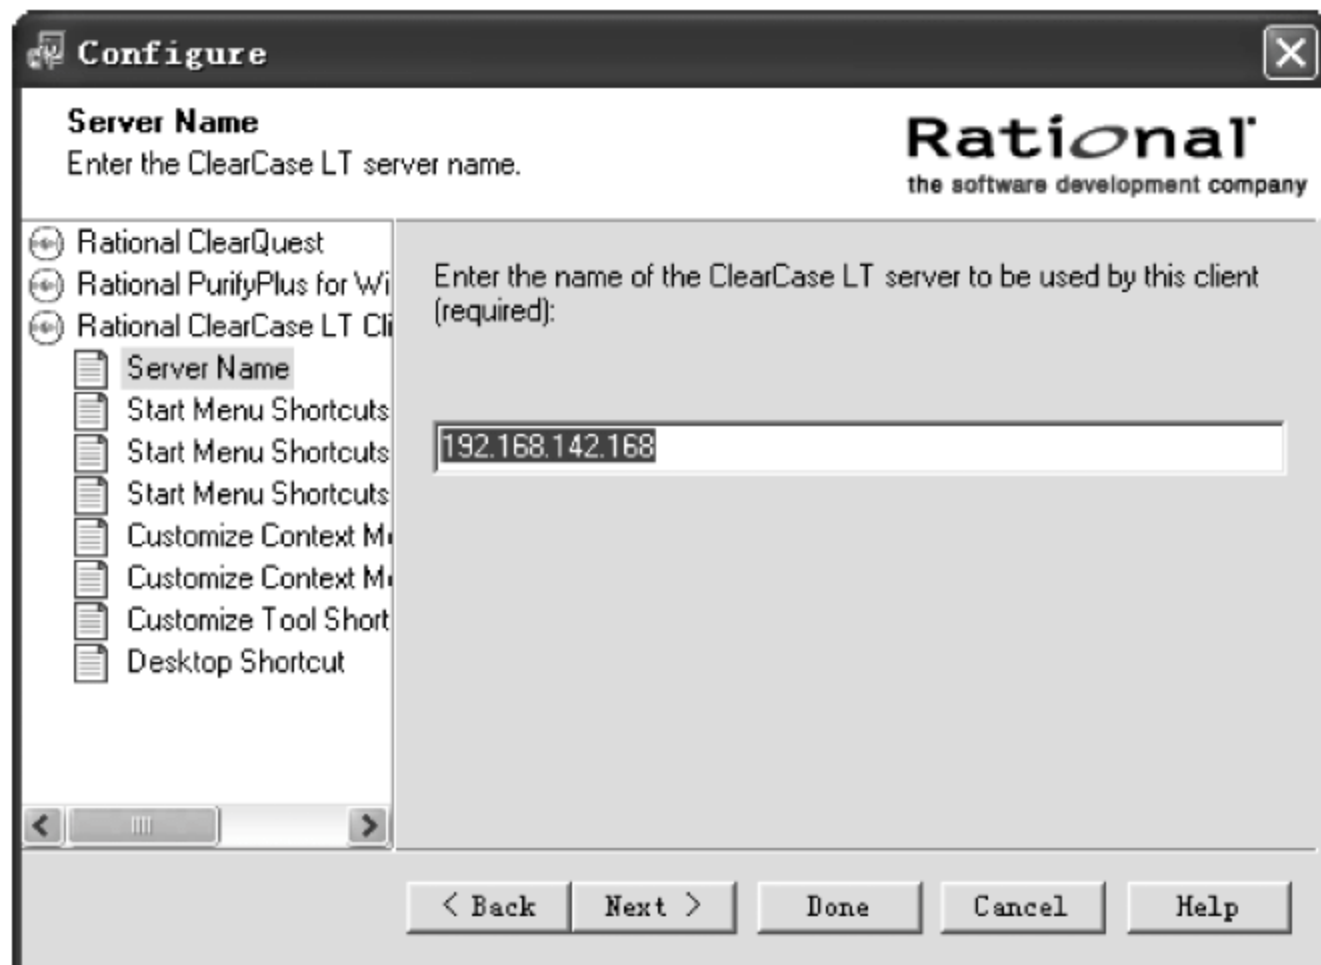 Configure
Server Name
Enter the ClearCase LT server name.
Rational
the software development company
Rational ClearQuest
Rational PurifyPlus for Wi
Rational ClearCase LT Cli
Server Name
Start Menu Shortcuts
Start Menu Shortcuts
Start Menu Shortcuts
Customize Context M
Customize Context M
Customize Tool Short
Desktop Shortcut
Enter the name of the ClearCase LT server to be used by this client
(required):
192.168.142.168
< Back
Next >
Done
Cancel
Help